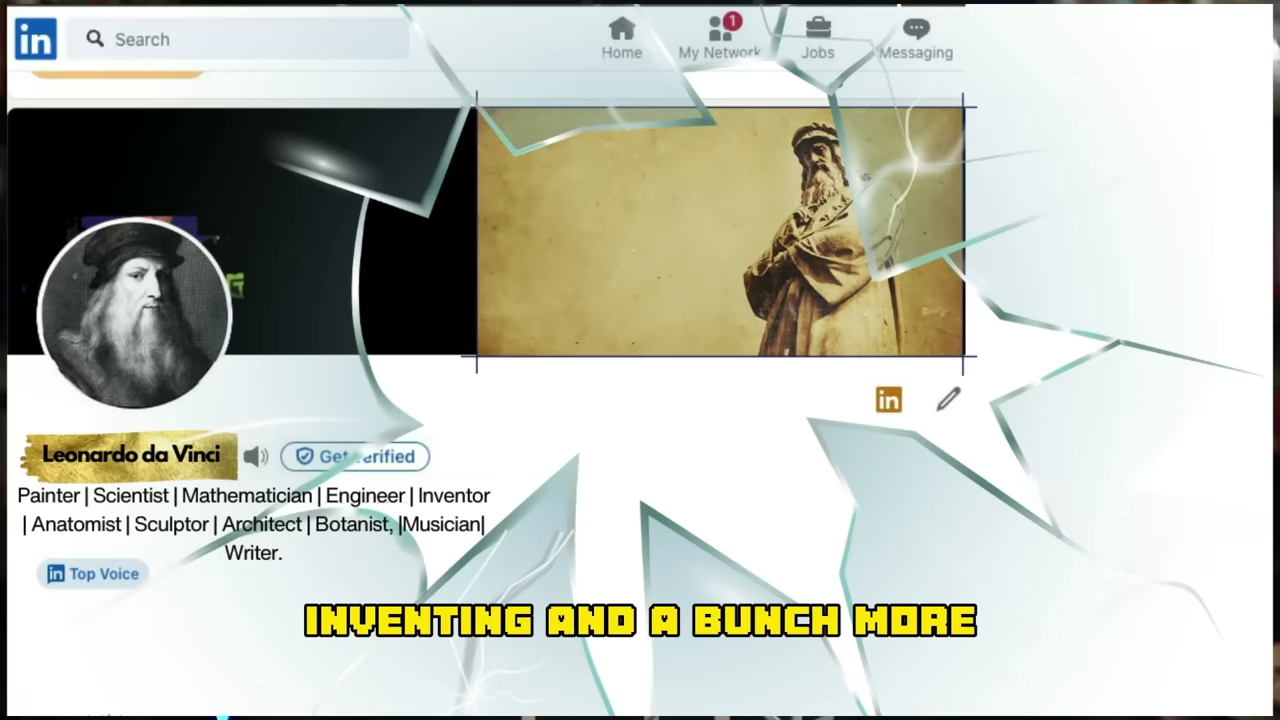 in
Search
1
Home
My Network
Jobs
Messaging
in
Leonardo da Vinci
Get verified
Painter | Scientist | Mathematician | Engineer | Inventor
| Anatomist | Sculptor | Architect | Botanist, |Musician|
Writer.
in Top Voice
INVENTING AND A BUNCH MORE